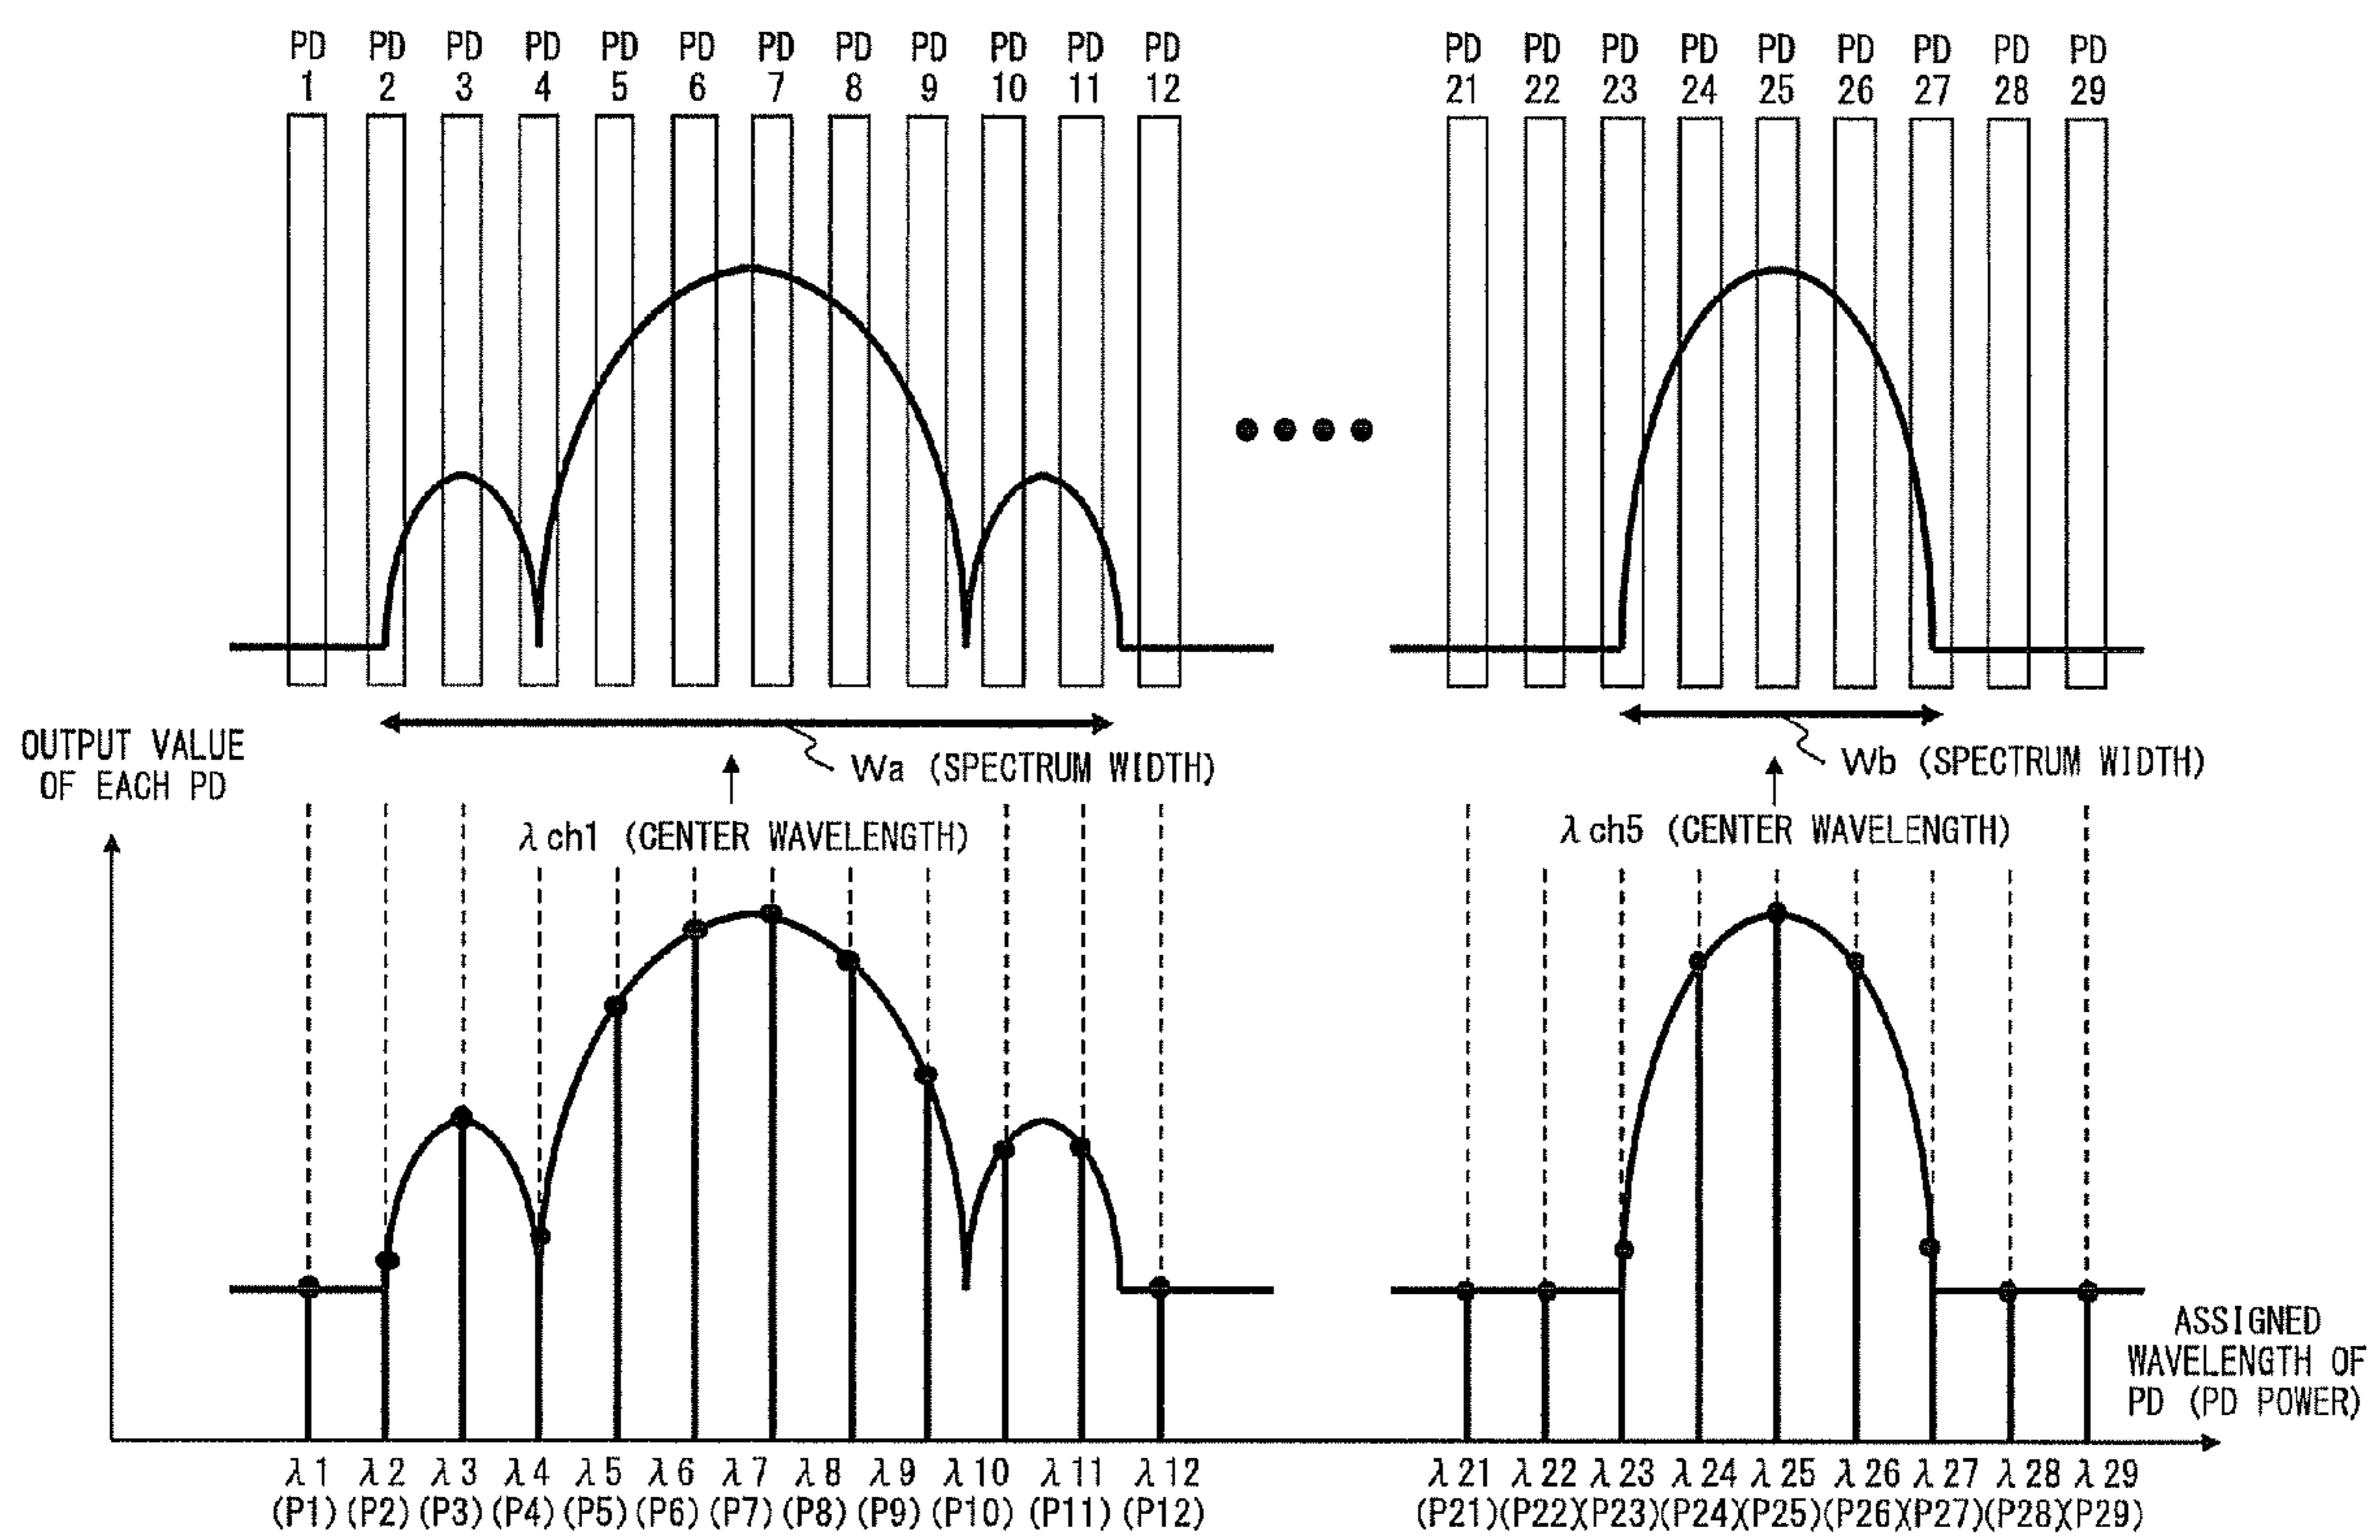 PD PD PD PD PD PD PD PD PD PD PD PD PD PD PD PD PD PD PD PD PD
1 2 3 4 5 6 7 8 9 10 11 12 21 22 23 24 25 26 27 28 29
OUTPUT VALUE
OF EACH PD
Wa (SPECTRUM WIDTH)
Wb (SPECTRUM WIDTH)
λch1 (CENTER WAVELENGTH)
λch5 (CENTER WAVELENGTH)
ASSIGNED
WAVELENGTH OF
PD (PD POWER)
λ1 λ2 λ3 λ4 λ5 λ6 λ7 λ8 λ9 λ10 λ11 λ12 λ21 λ22 λ23 λ24 λ25 λ26 λ27 λ28 λ29
(P1) (P2) (P3) (P4) (P5) (P6) (P7) (P8) (P9) (P10) (P11) (P12) (P21) (P22) (P23) (P24) (P25) (P26) (P27) (P28) (P29)